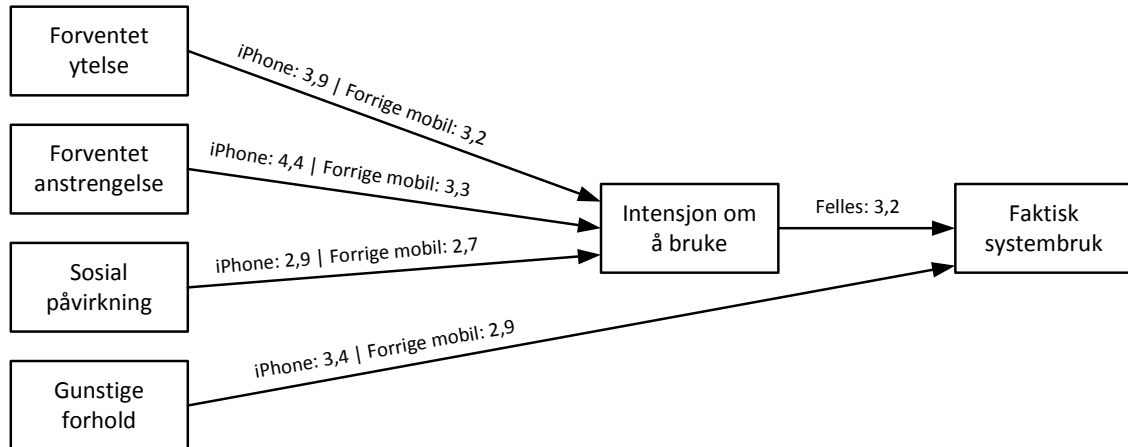 Forventet
ytelse
iPhone: 3,9 | Forrige mobil: 3,2
Forventet
anstrengelse
iPhone: 4,4 | Forrige mobil: 3,3
Intensjon om
å bruke
Felles: 3,2
Faktisk
systembruk
Sosial
påvirkning
iPhone: 2,9 | Forrige mobil: 2,7
Gunstige
forhold
iPhone: 3,4 | Forrige mobil: 2,9